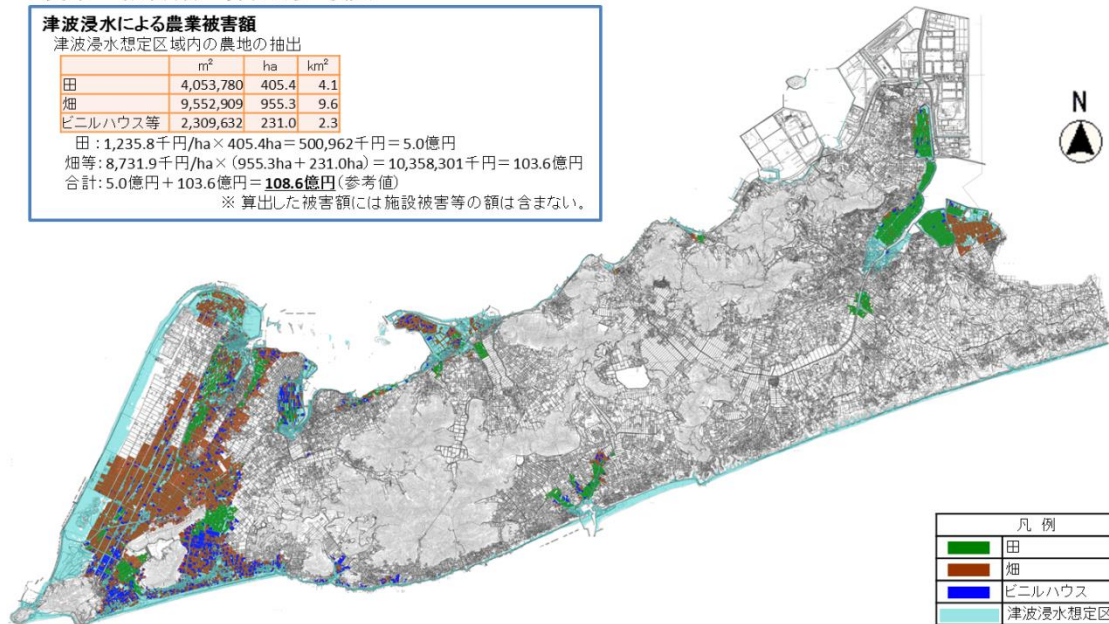 津波浸水による農業被害額
津波浸水想定区域内の農地の抽出
m² ha km²
田 4,053,780 405.4 4.1
畑 9,552,909 955.3 9.6
ビニルハウス等 2,309,632 231.0 2.3
田：1,235.8千円/ha×405.4ha＝500,962千円＝5.0億円
畑等：8,731.9千円/ha×(955.3ha＋231.0ha)＝10,358,301千円＝103.6億円
合計：5.0億円＋103.6億円＝108.6億円(参考値)
※ 算出した被害額には施設被害等の額は含まない。
N
凡 例
田
畑
ビニルハウス
津波浸水想定区